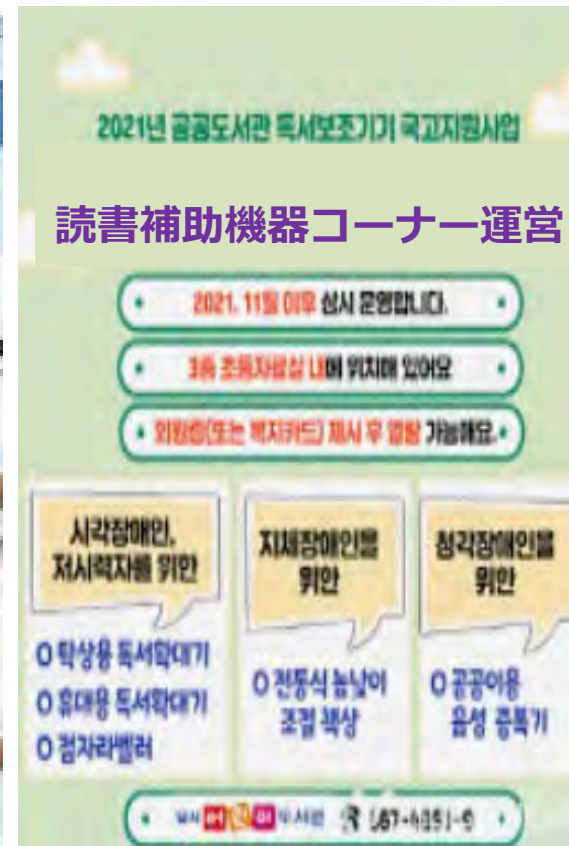 2021년 공공도서관 독서보조기기 국고지원사업
読書補助機器コーナー運営
2021. 11월 이후 상시 운영합니다.
3층 초등자료실 내에 위치해 있어요
회원증(또는 복지카드) 제시 후 열람 가능해요.
시각장애인,
저시력자를 위한
O 탁상용 독서확대기
O 휴대용 독서확대기
O 점자라벨러
지체장애인을
위한
O 전동식 높낮이
조절 책상
청각장애인을
위한
O 공공이용
음성 증폭기